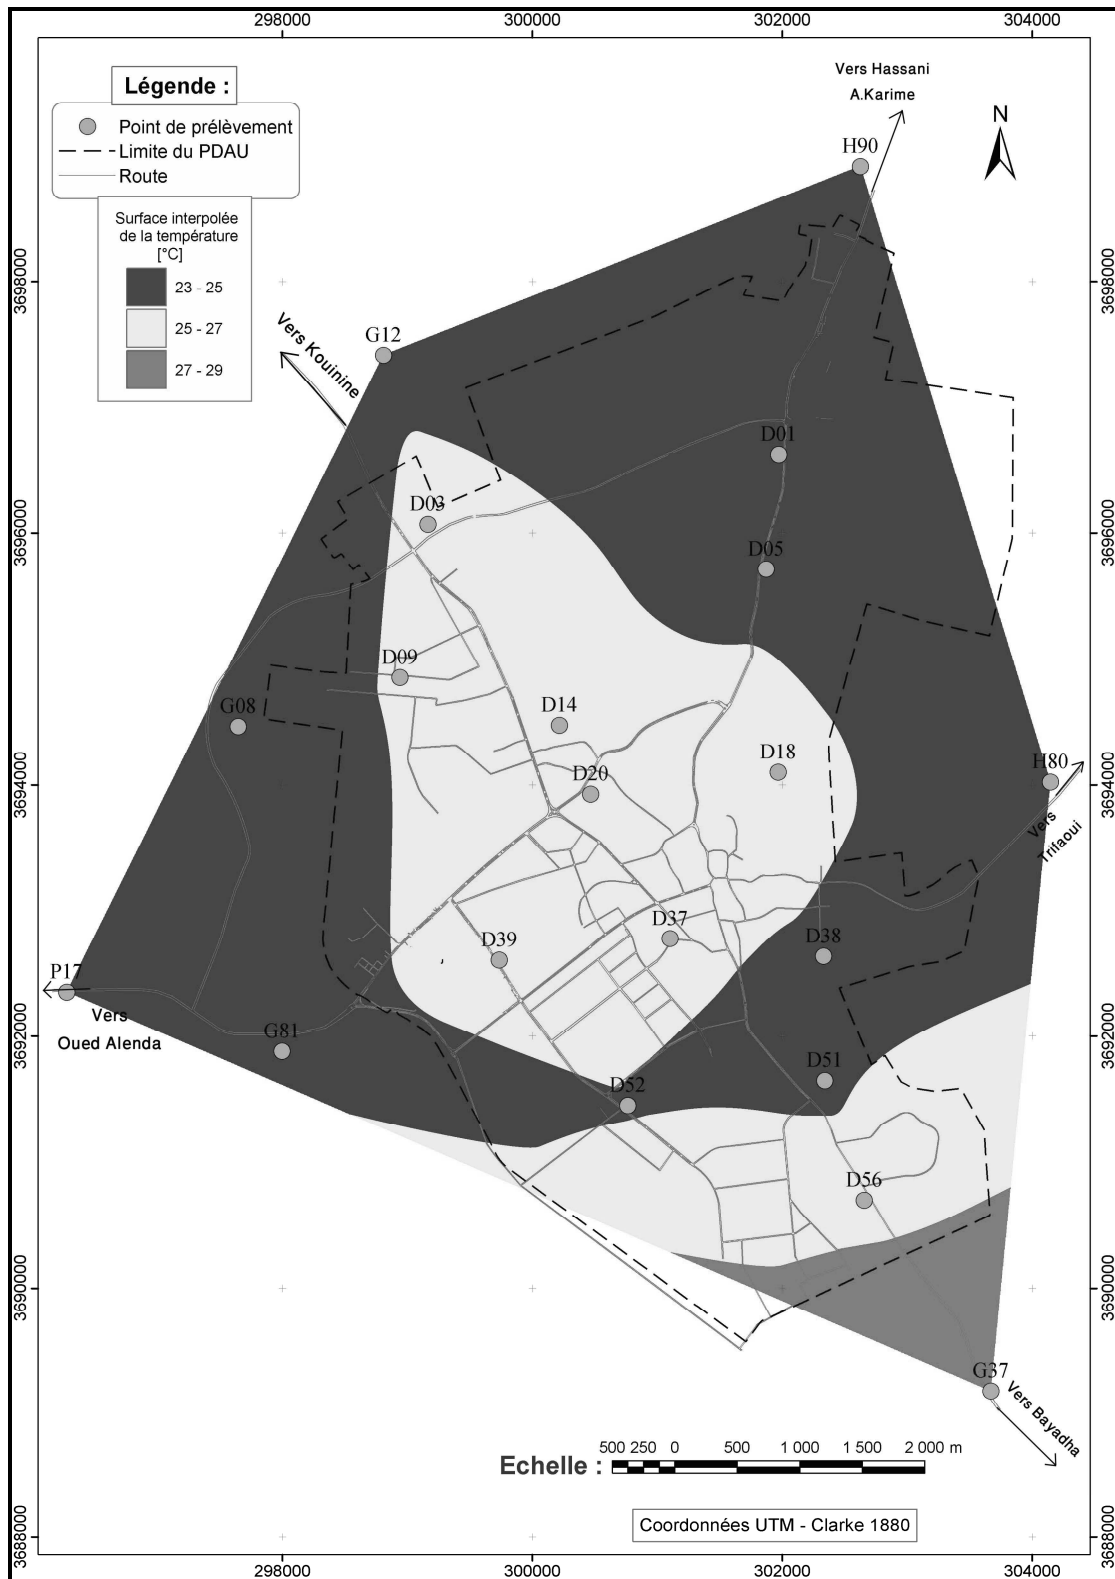 298000
300000
302000
304000
Légende :
Point de prélèvement
Limite du PDAU
Route
Surface interpolée
de la température
[°C]
23 - 25
25 - 27
27 - 29
Vers Hassani
A.Karime
N
H90
3698000
3698000
G12
Vers Kouinine
D01
D03
3696000
3696000
D05
D09
G08
D14
D18
H80
D20
3694000
3694000
Vers
Trifaoui
D37
D39
D38
P17
Vers
Oued Alenda
G81
3692000
3692000
D51
D52
D56
3690000
3690000
G37
Vers Bayadha
Echelle :
500 250 0 500 1 000 1 500 2 000 m
Coordonnées UTM - Clarke 1880
3688000
3688000
298000
300000
302000
304000